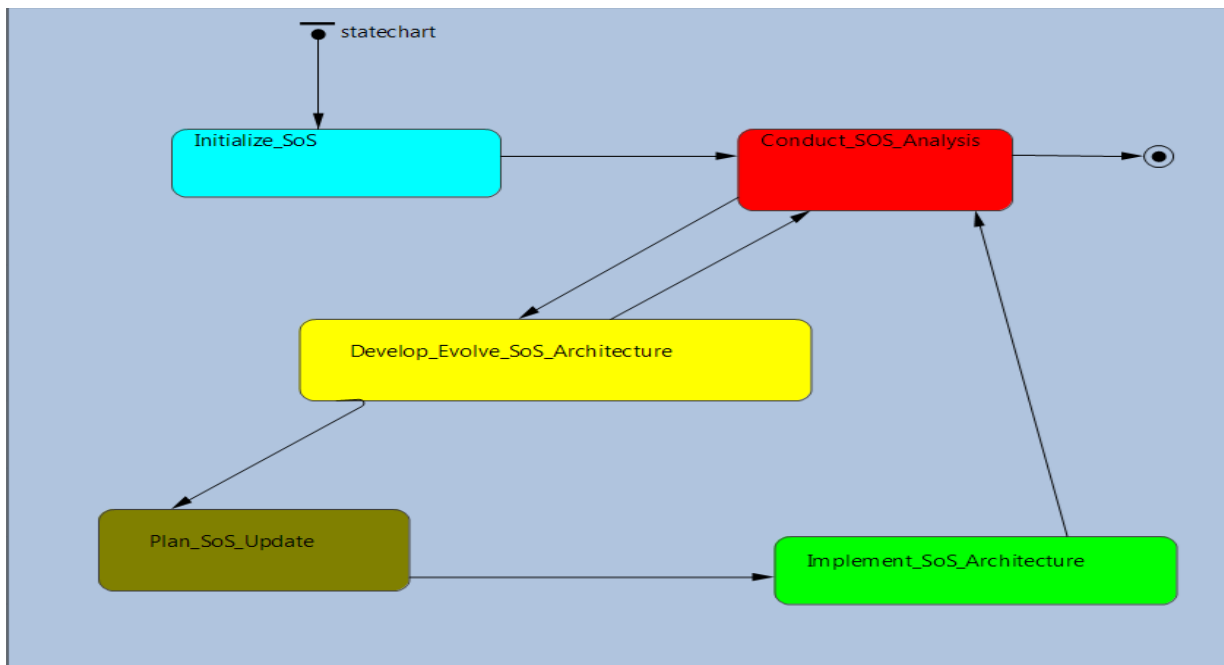 statechart
Initialize_SoS
Conduct_SOS_Analysis
Develop_Evolve_SoS_Architecture
Plan_SoS_Update
Implement_SoS_Architecture